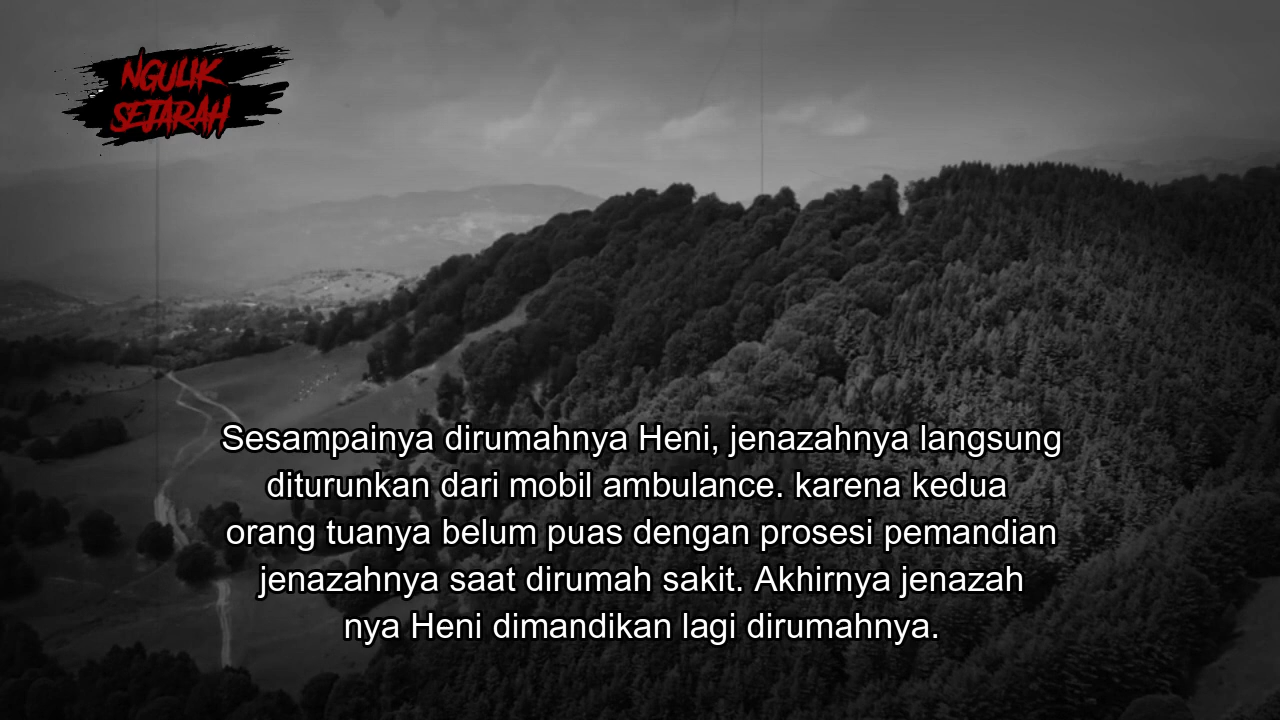 NGULIK
SEJARAH
Sesampainya dirumahnya Heni, jenazahnya langsung
diturunkan dari mobil ambulance. karena kedua
orang tuanya belum puas dengan prosesi pemandian
jenazahnya saat dirumah sakit. Akhirnya jenazah
nya Heni dimandikan lagi dirumahnya.